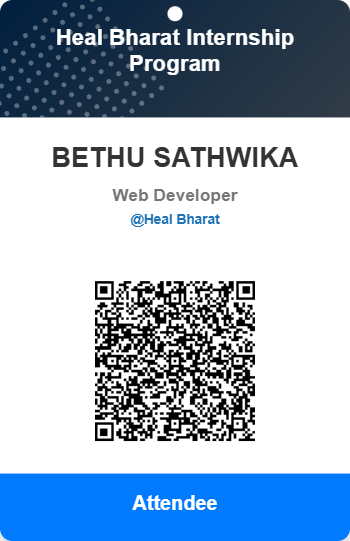 Heal Bharat Internship
Program
BETHU SATHWIKA
Web Developer
@Heal Bharat
Attendee